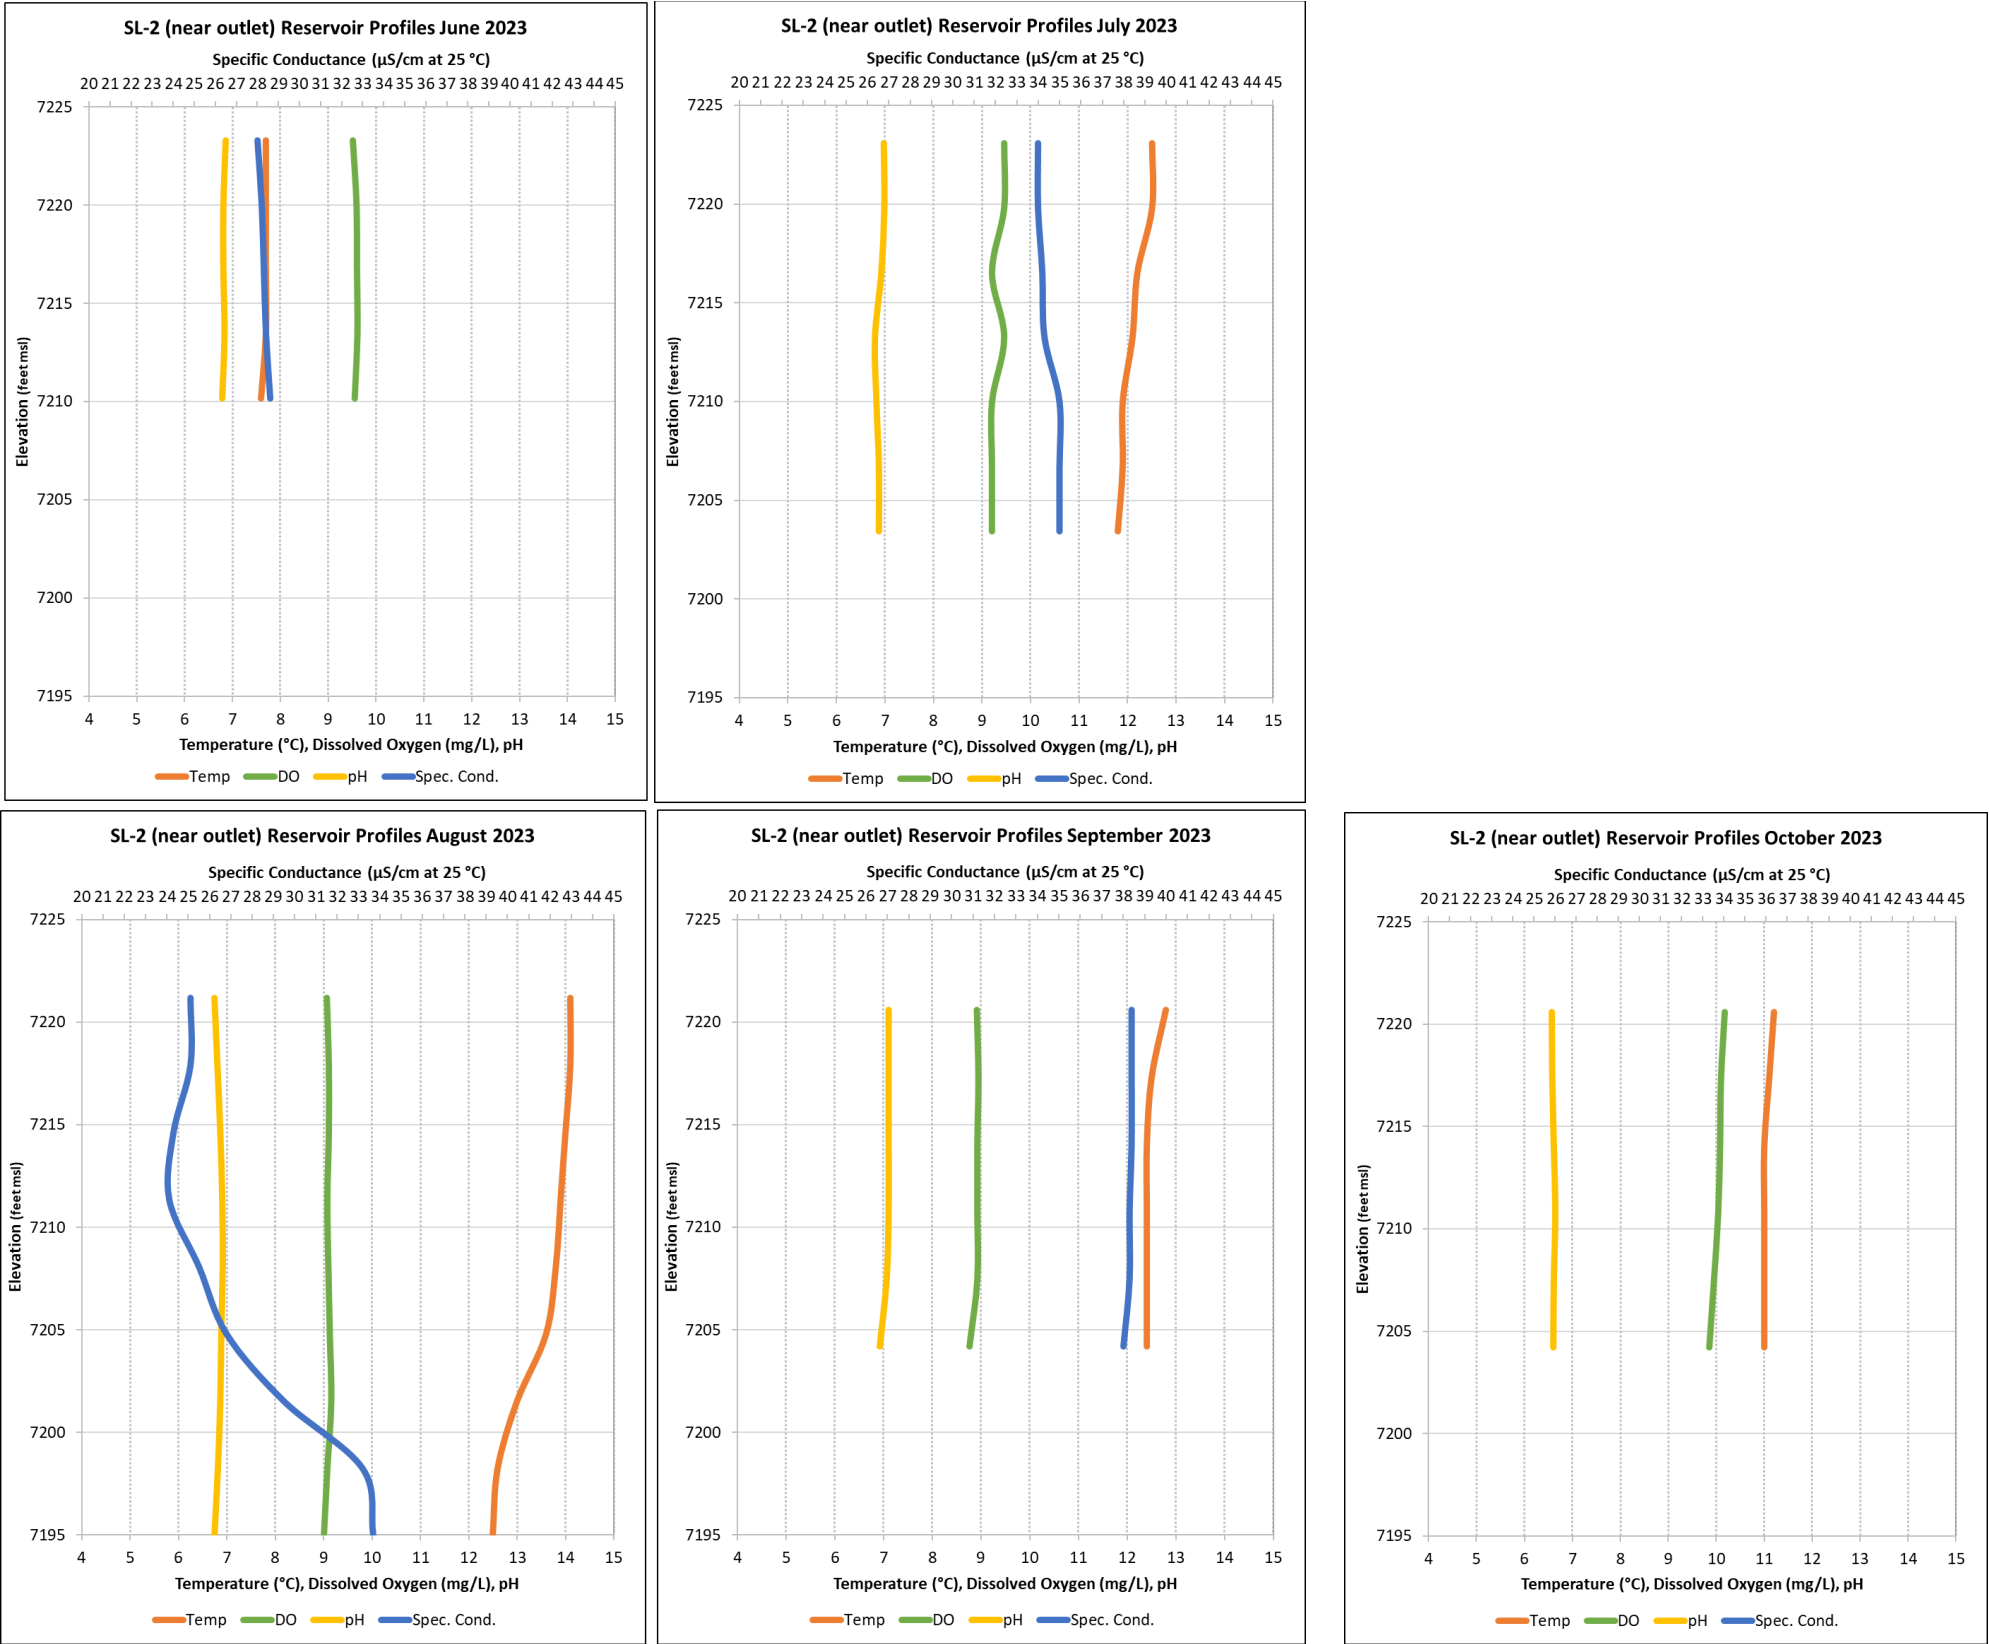 SL-2 (near outlet) Reservoir Profiles June 2023
Specific Conductance (µS/cm at 25 °C)
20 21 22 23 24 25 26 27 28 29 30 31 32 33 34 35 36 37 38 39 40 41 42 43 44 45
7225
7220
7215
7210
7205
7200
7195
Elevation (feet msl)
4 5 6 7 8 9 10 11 12 13 14 15
Temperature (°C), Dissolved Oxygen (mg/L), pH
Temp DO pH Spec. Cond.
SL-2 (near outlet) Reservoir Profiles July 2023
Specific Conductance (µS/cm at 25 °C)
20 21 22 23 24 25 26 27 28 29 30 31 32 33 34 35 36 37 38 39 40 41 42 43 44 45
7225
7220
7215
7210
7205
7200
7195
Elevation (feet msl)
4 5 6 7 8 9 10 11 12 13 14 15
Temperature (°C), Dissolved Oxygen (mg/L), pH
Temp DO pH Spec. Cond.
SL-2 (near outlet) Reservoir Profiles August 2023
Specific Conductance (µS/cm at 25 °C)
20 21 22 23 24 25 26 27 28 29 30 31 32 33 34 35 36 37 38 39 40 41 42 43 44 45
7225
7220
7215
7210
7205
7200
7195
Elevation (feet msl)
4 5 6 7 8 9 10 11 12 13 14 15
Temperature (°C), Dissolved Oxygen (mg/L), pH
Temp DO pH Spec. Cond.
SL-2 (near outlet) Reservoir Profiles September 2023
Specific Conductance (µS/cm at 25 °C)
20 21 22 23 24 25 26 27 28 29 30 31 32 33 34 35 36 37 38 39 40 41 42 43 44 45
7225
7220
7215
7210
7205
7200
7195
Elevation (feet msl)
4 5 6 7 8 9 10 11 12 13 14 15
Temperature (°C), Dissolved Oxygen (mg/L), pH
Temp DO pH Spec. Cond.
SL-2 (near outlet) Reservoir Profiles October 2023
Specific Conductance (µS/cm at 25 °C)
20 21 22 23 24 25 26 27 28 29 30 31 32 33 34 35 36 37 38 39 40 41 42 43 44 45
7225
7220
7215
7210
7205
7200
7195
Elevation (feet msl)
4 5 6 7 8 9 10 11 12 13 14 15
Temperature (°C), Dissolved Oxygen (mg/L), pH
Temp DO pH Spec. Cond.